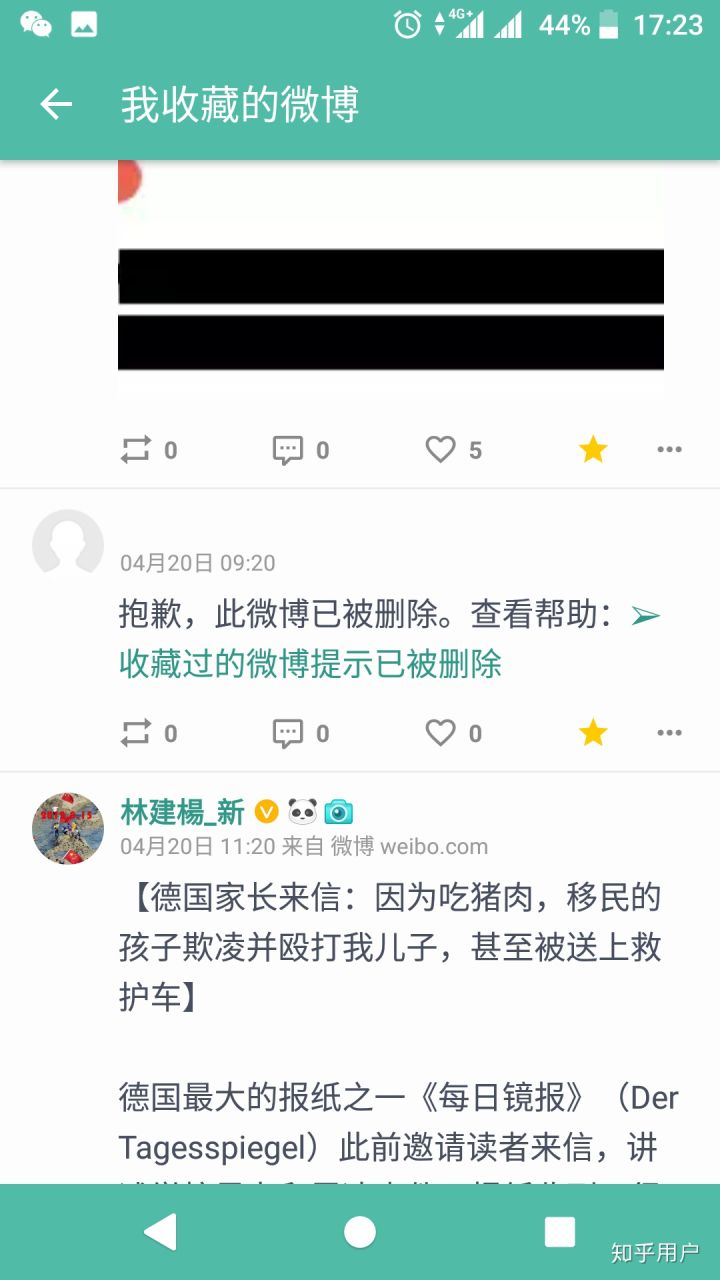 4G+ 44% 17:23
我收藏的微博
0 0 5
04月20日 09:20
抱歉，此微博已被删除。查看帮助：
收藏过的微博提示已被删除
0 0 0
林建楊_新
04月20日 11:20 来自 微博 weibo.com
【德国家长来信：因为吃猪肉，移民的
孩子欺凌并殴打我儿子，甚至被送上救
护车】
德国最大的报纸之一《每日镜报》（Der
Tagesspiegel）此前邀请读者来信，讲
知乎用户